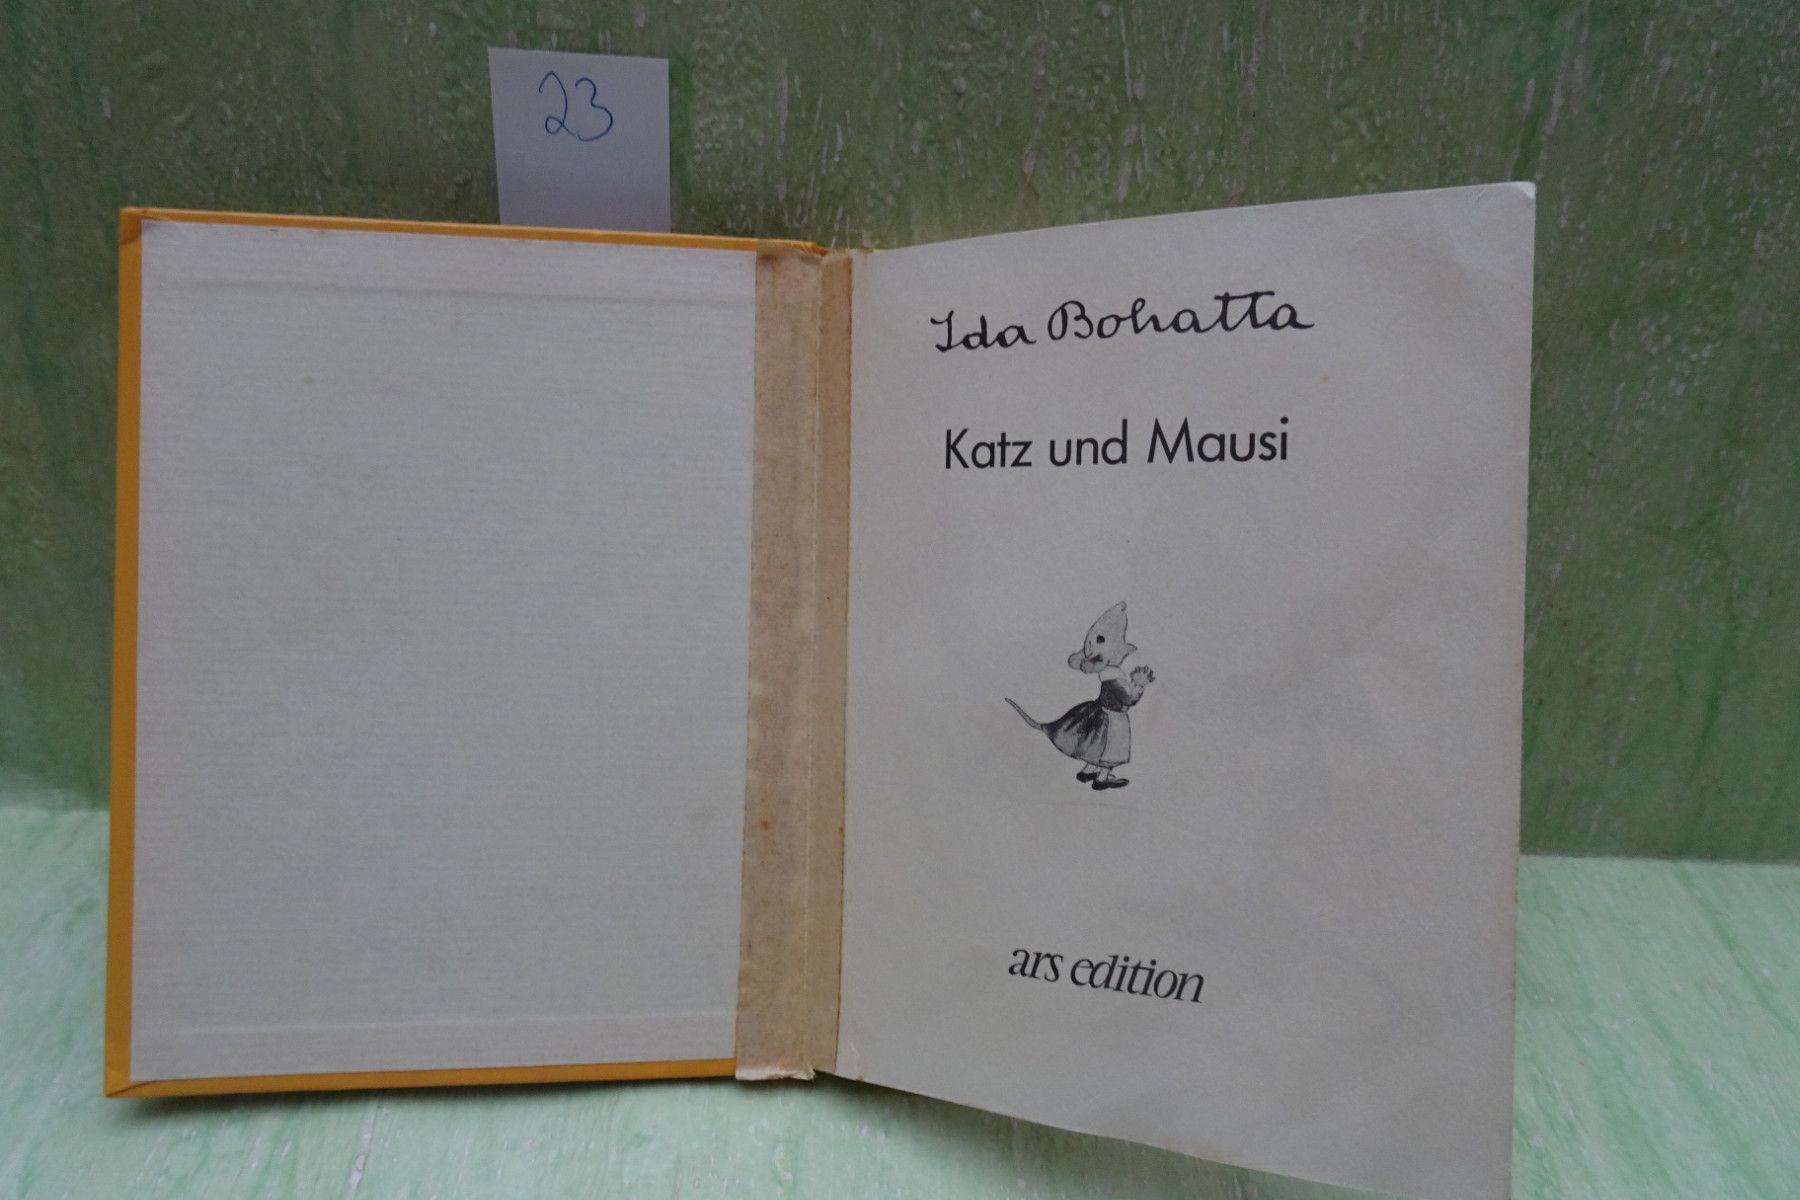 23
Ida Bohatta
Katz und Mausi
ars edition